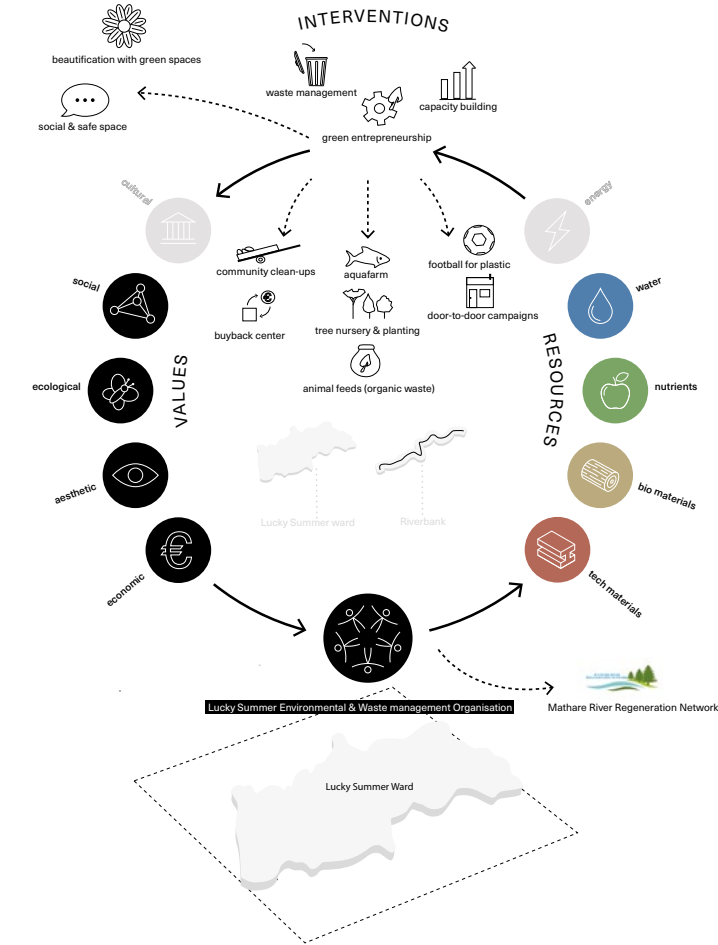 INTERVENTIONS
beautification with green spaces
waste management
capacity building
social & safe space
green entrepreneurship
cultural
energy
community clean-ups
aquafarm
football for plastic
social
water
buyback center
tree nursery & planting
door-to-door campaigns
VALUES
RESOURCES
ecological
nutrients
animal feeds (organic waste)
aesthetic
bio materials
Lucky Summer ward
Riverbank
economic
tech materials
Lucky Summer Environmental & Waste management Organisation
Mathare River Regeneration Network
Lucky Summer Ward